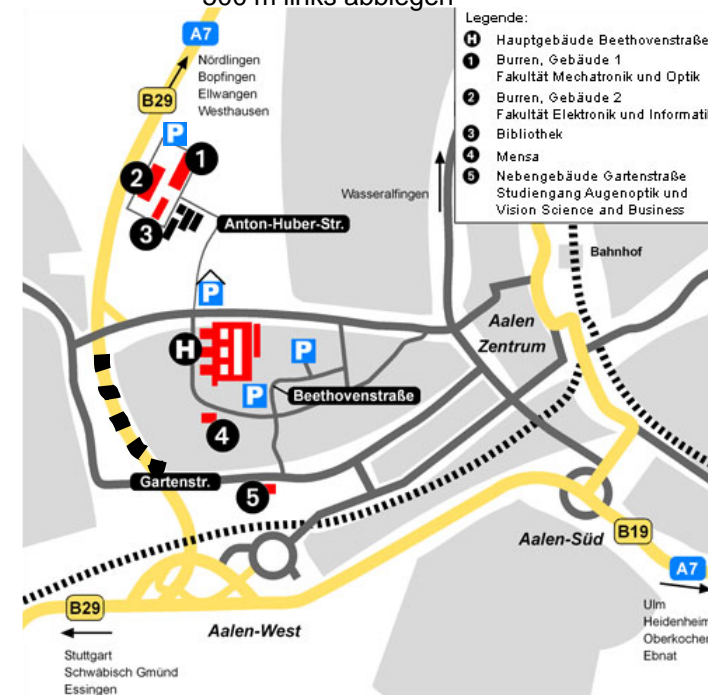 300 m links abbiegen
Legende:
H Hauptgebäude Beethovenstraße
1 Burren, Gebäude 1
Fakultät Mechatronik und Optik
2 Burren, Gebäude 2
Fakultät Elektronik und Informati
3 Bibliothek
4 Mensa
5 Nebengebäude Gartenstraße
Studiengang Augenoptik und
Vision Science and Business
A7
Nördlingen
Bopfingen
Ellwangen
Westhausen
B29
P
1
2
3
Anton-Huber-Str.
Wasseralfingen
Bahnhof
P
Aalen
Zentrum
H
P
P
Beethovenstraße
4
Gartenstr.
5
Aalen-Süd
B19
A7
Ulm
Heidenheim
Oberkochen
Ebnat
B29
Aalen-West
Stuttgart
Schwäbisch Gmünd
Essingen